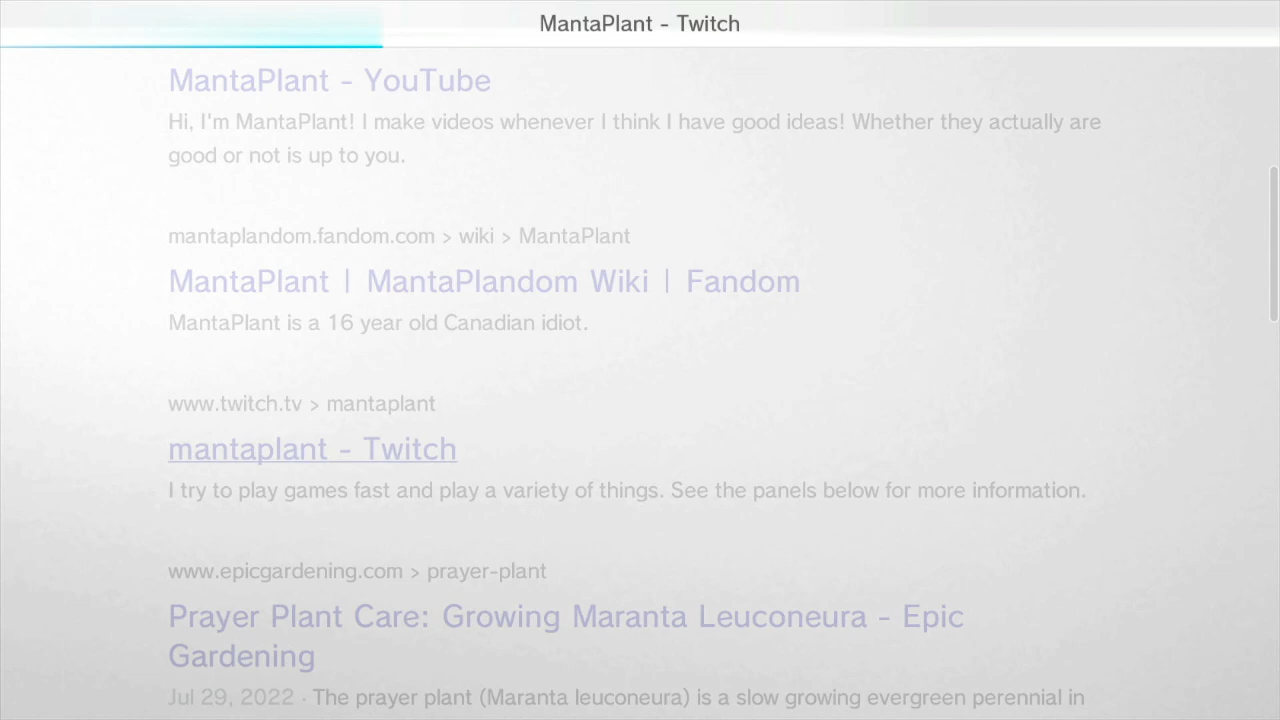 MantaPlant - Twitch
MantaPlant - YouTube
Hi, I'm MantaPlant! I make videos whenever I think I have good ideas! Whether they actually are
good or not is up to you.
mantaplandom.fandom.com > wiki > MantaPlant
MantaPlant | MantaPlandom Wiki | Fandom
MantaPlant is a 16 year old Canadian idiot.
www.twitch.tv > mantaplant
mantaplant - Twitch
I try to play games fast and play a variety of things. See the panels below for more information.
www.epicgardening.com > prayer-plant
Prayer Plant Care: Growing Maranta Leuconeura - Epic
Gardening
Jul 29, 2022 · The prayer plant (Maranta leuconeura) is a slow growing evergreen perennial in